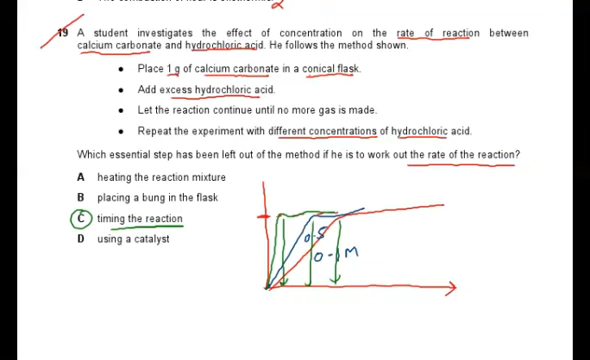 19 A student investigates the effect of concentration on the rate of reaction between
calcium carbonate and hydrochloric acid. He follows the method shown.
• Place 1 g of calcium carbonate in a conical flask.
• Add excess hydrochloric acid.
• Let the reaction continue until no more gas is made.
• Repeat the experiment with different concentrations of hydrochloric acid.
Which essential step has been left out of the method if he is to work out the rate of the reaction?
A heating the reaction mixture
B placing a bung in the flask
C timing the reaction
D using a catalyst
0.5
0.1M